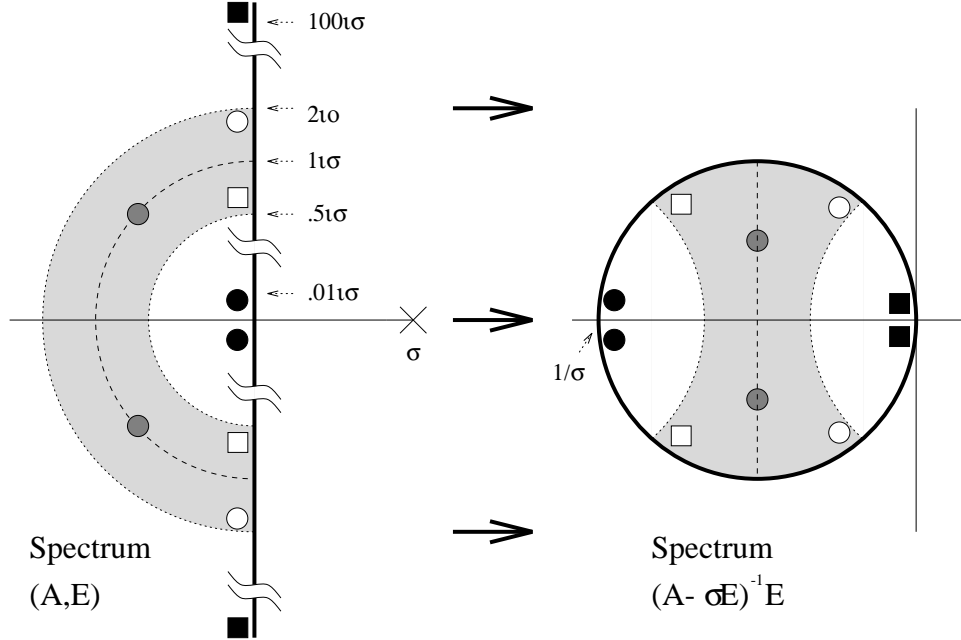 100ισ
2ιο
1ισ
.5ισ
.01ισ
σ
1/σ
Spectrum
(A,E)
Spectrum
(A- σE)⁻¹E